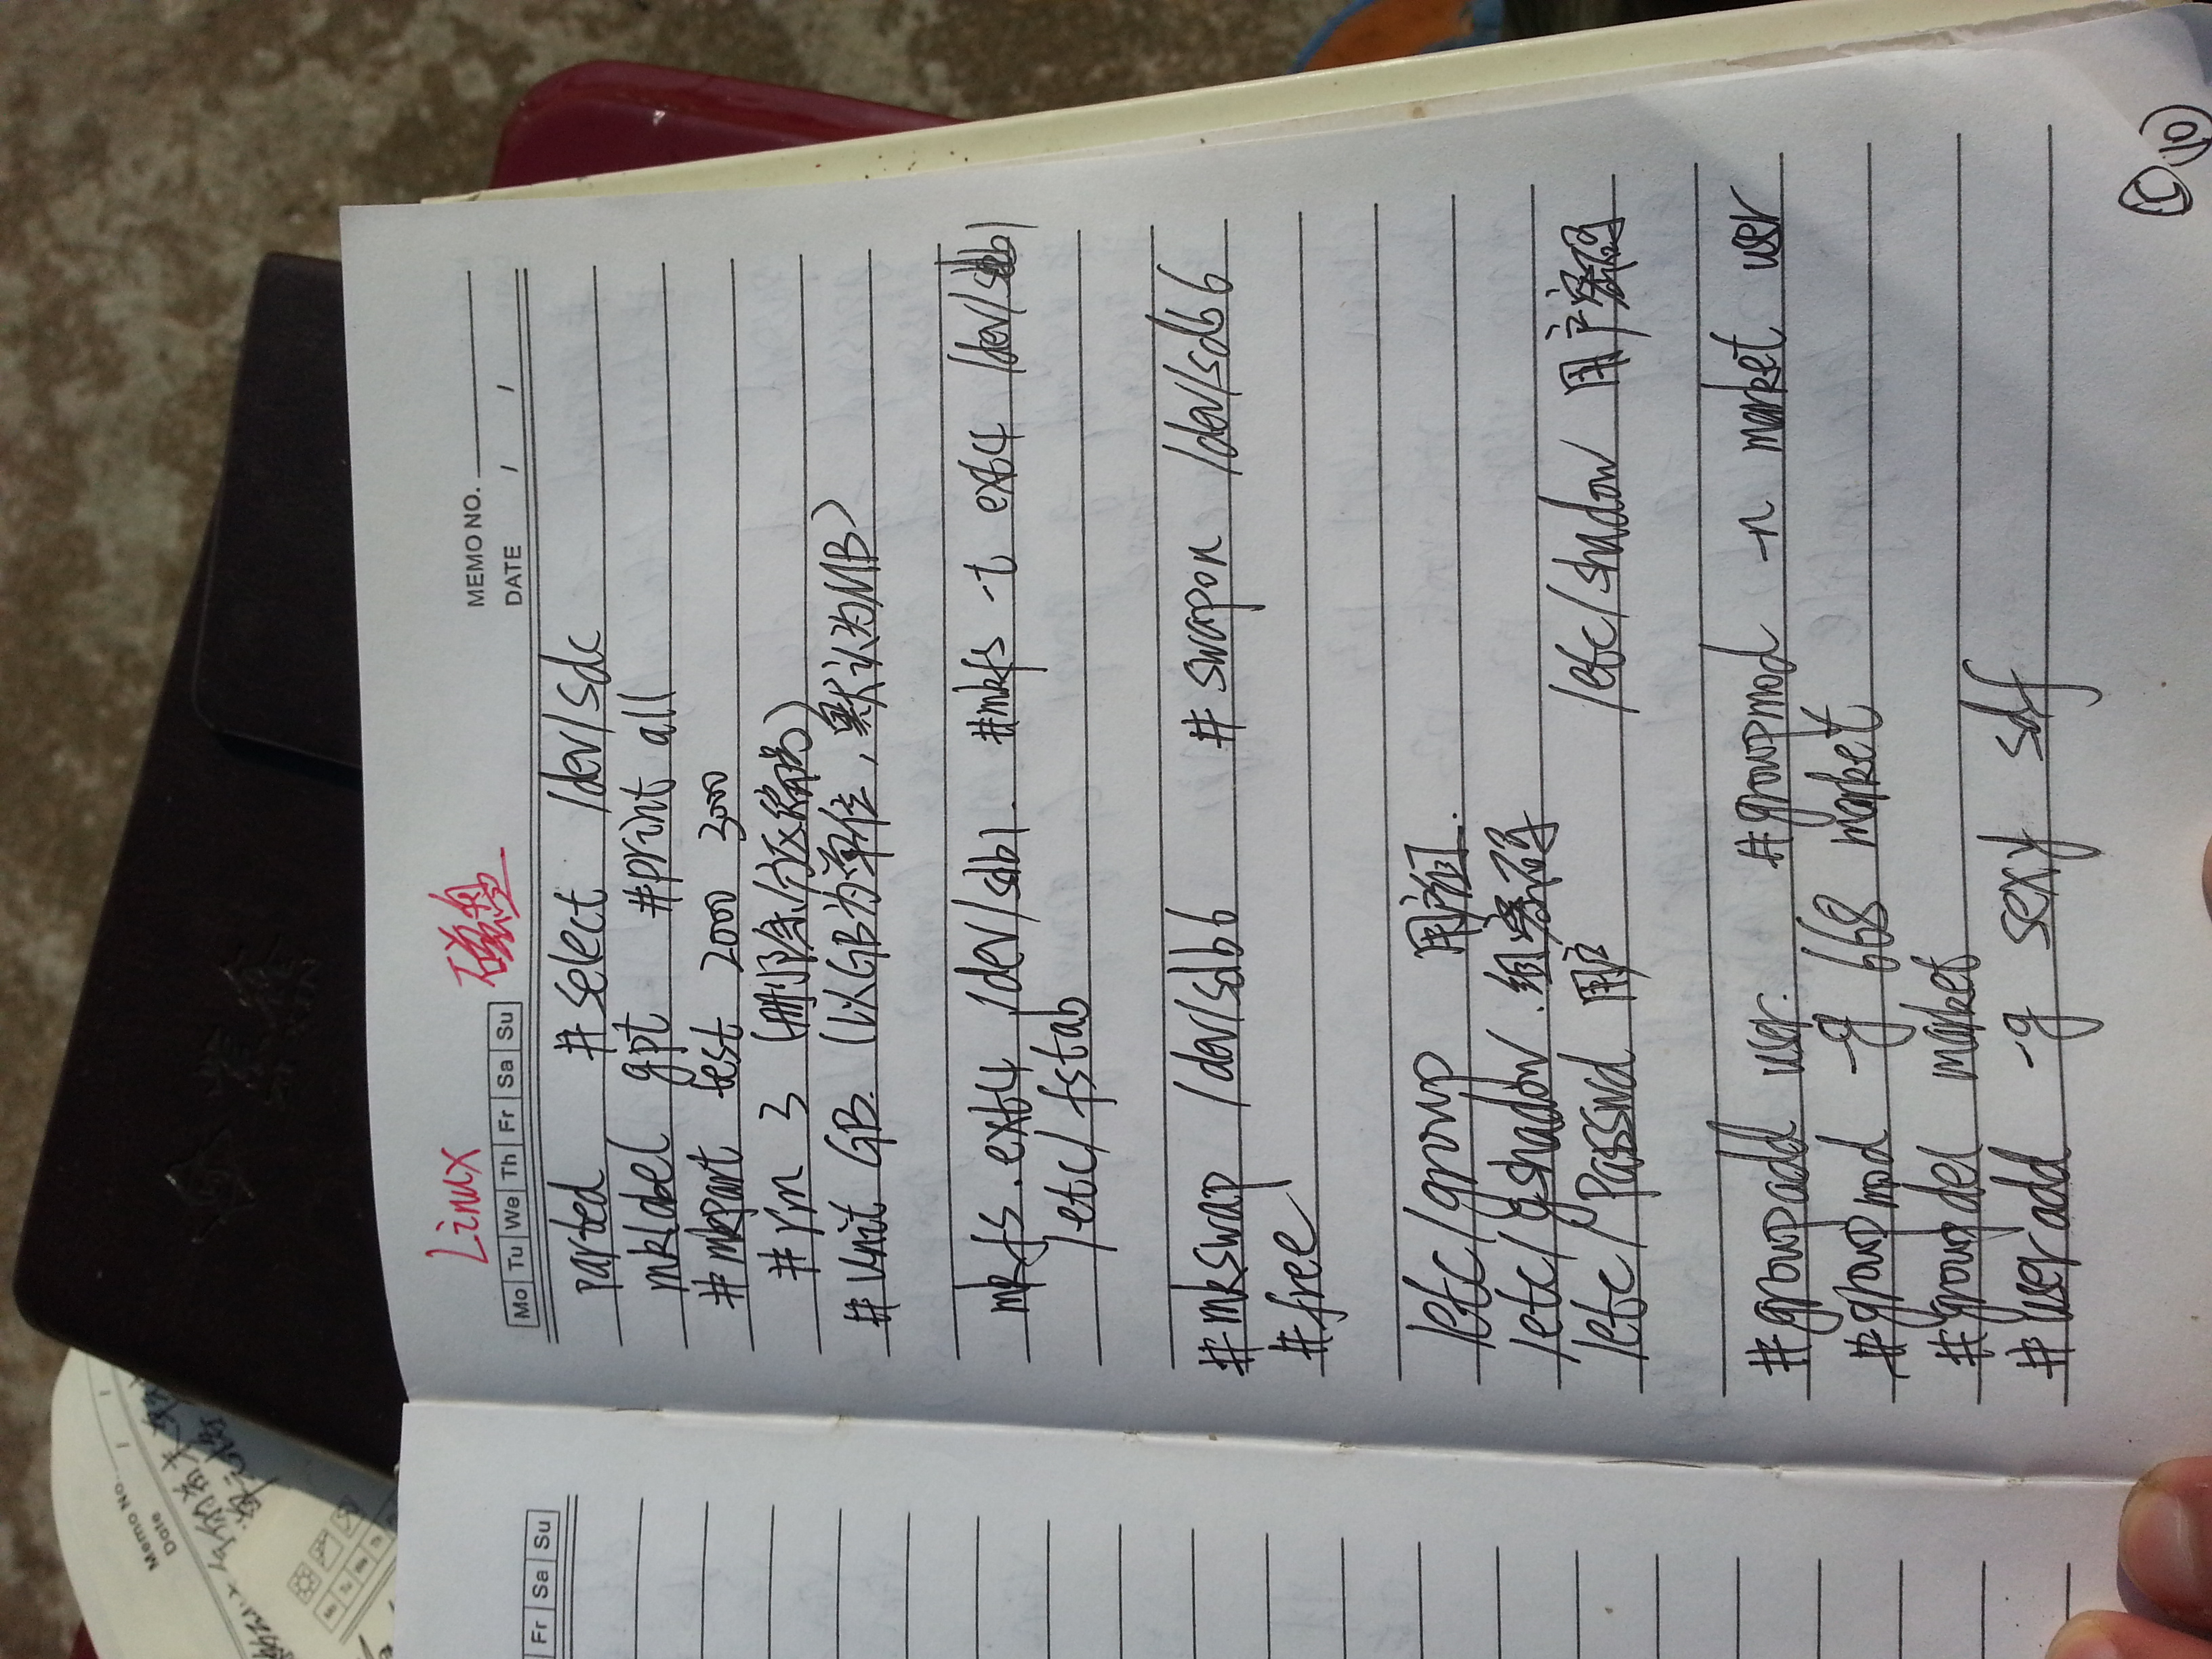 Fr Sa Su
Memo No.
Date
Linux 磁盘
Mo Tu We Th Fr Sa Su
MEMO NO.
DATE / /
parted #select /dev/sdc
mklabel gpt #print all
#mkpart test 2000 3000
#rm 3 (删除分区编号)
#unit GB. (以GB为单位,默认为MB)
mkfs.ext4 /dev/sdb1. #mkfs -t ext4 /dev/sdb1
/etc/fstab
#mkswap /dev/sdb6 #swapon /dev/sdb6
#free
/etc/group 用户组.
/etc/gshadow. 组密码
/etc/Passwd 用户 /etc/shadow 用户密码
#groupadd user. #groupmod -n market user
#groupmod -g 668 market
#groupdel market
#useradd -g sexy sdf